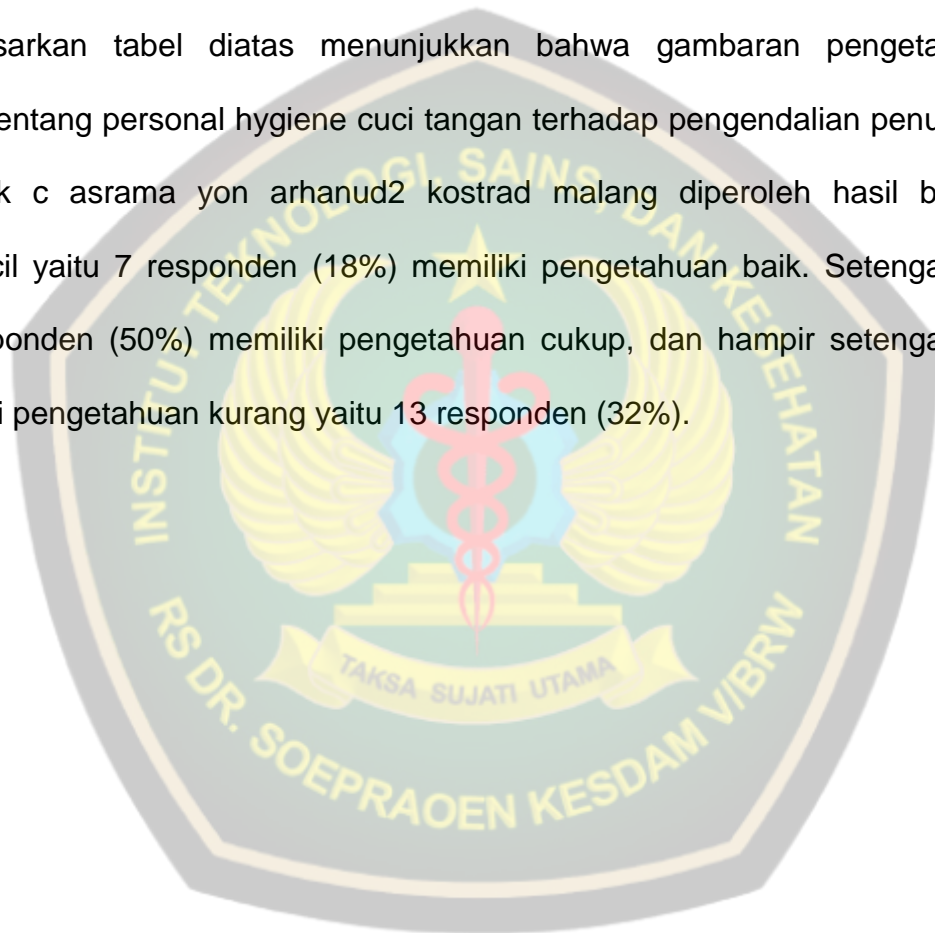 sarkan tabel diatas menunjukkan bahwa gambaran pengeta
entang personal hygiene cuci tangan terhadap pengendalian penu
k c asrama yon arhanud2 kostrad malang diperoleh hasil b
cil yaitu 7 responden (18%) memiliki pengetahuan baik. Setenga
ponden (50%) memiliki pengetahuan cukup, dan hampir setenga
i pengetahuan kurang yaitu 13 responden (32%).
INSTITUT TEKNOLOGI, SAINS, DAN KESEHATAN
TAKSA SUJATI UTAMA
RS DR. SOEPRAOEN KESDAM V/BRW